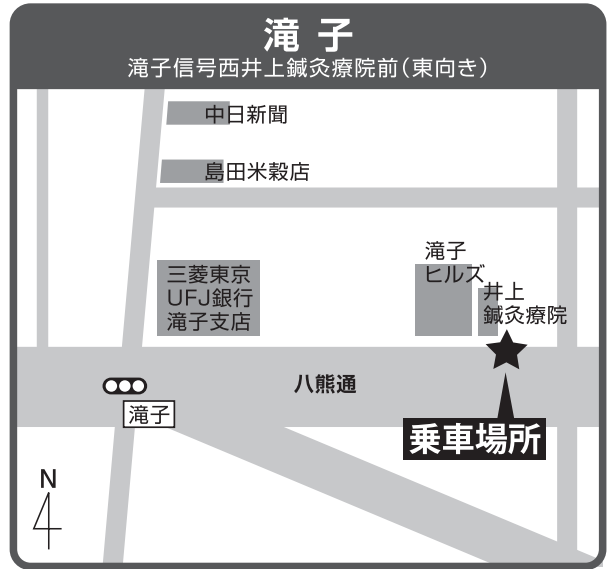 滝子
滝子信号西井上鍼灸療院前(東向き)
中日新聞
島田米穀店
三菱東京
UFJ銀行
滝子支店
滝子
ヒルズ
井上
鍼灸療院
八熊通
滝子
乗車場所
N